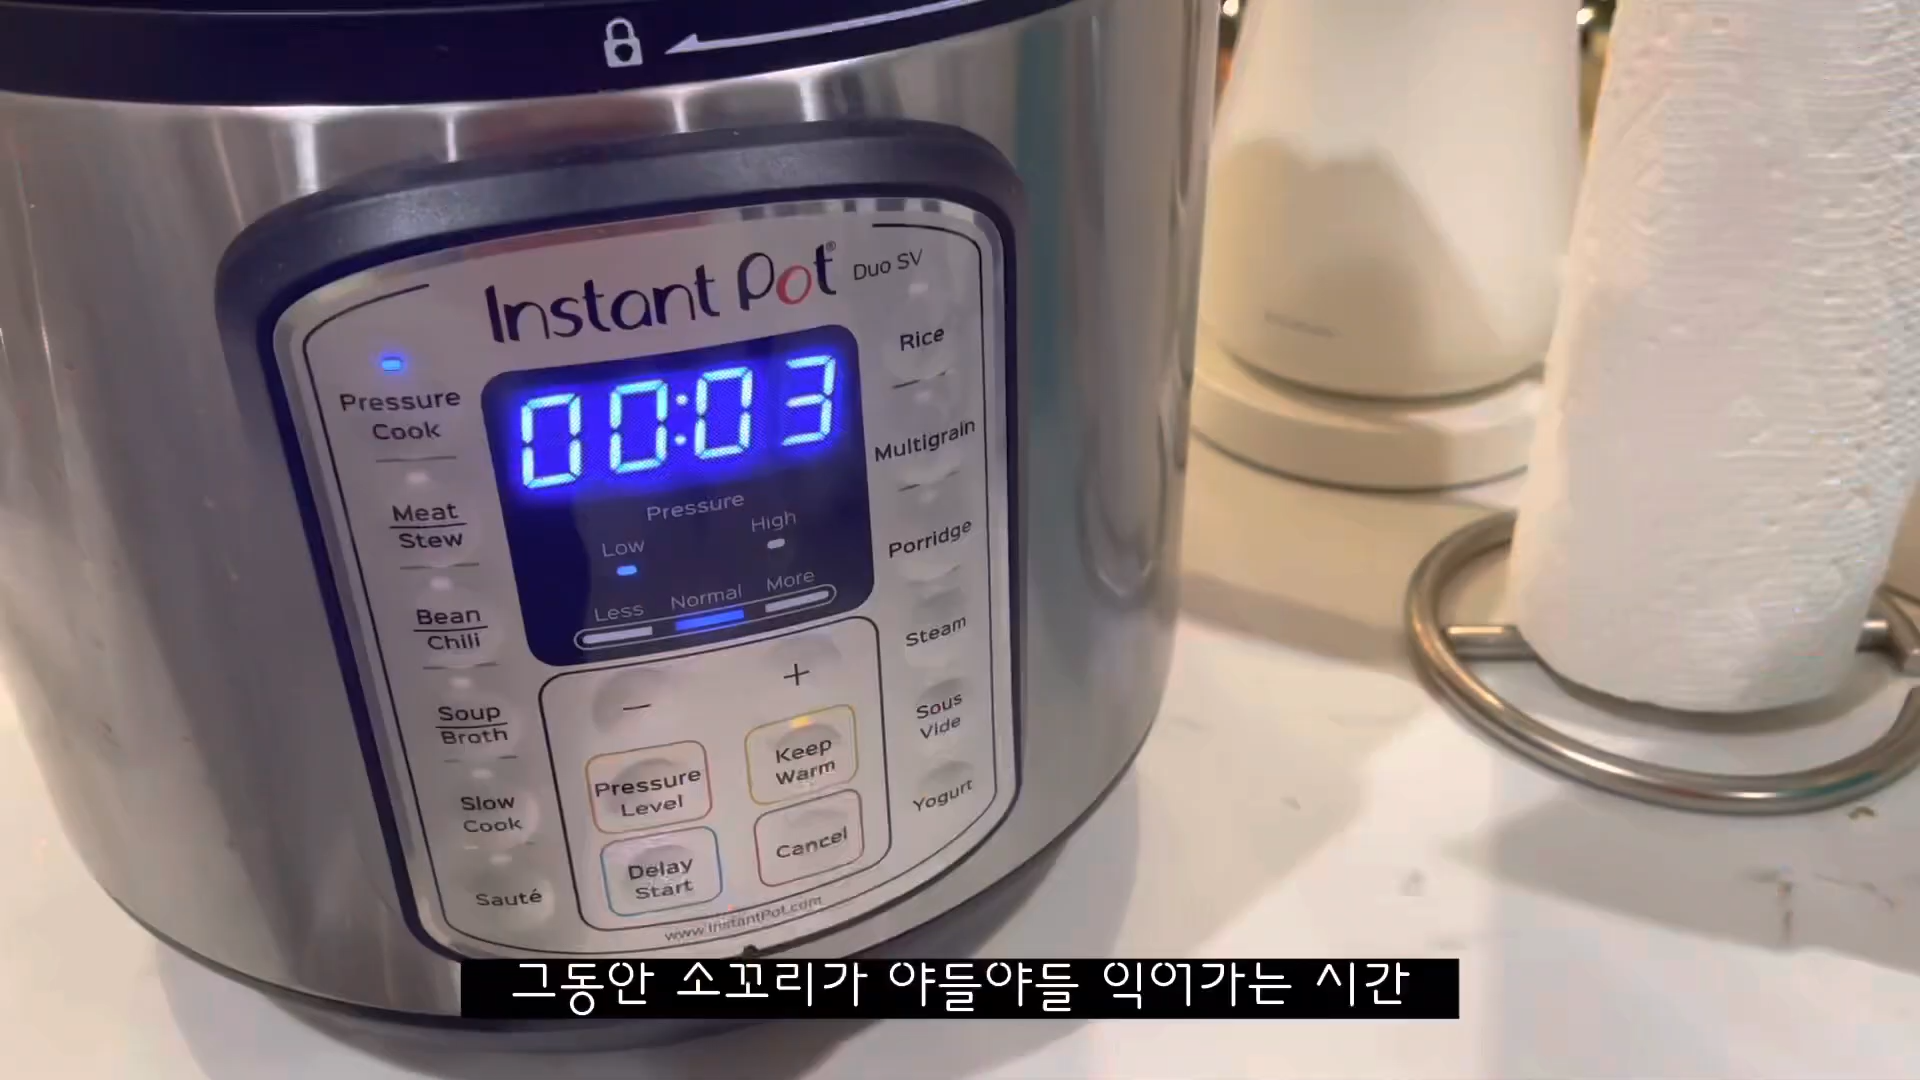 Instant Pot® Duo SV
00:03
Pressure
Low
High
Less
Normal
More
Pressure
Cook
Meat
Stew
Bean
Chili
Soup
Broth
Slow
Cook
Sauté
−
+
Pressure
Level
Keep
Warm
Delay
Start
Cancel
Rice
Multigrain
Porridge
Steam
Sous
Vide
Yogurt
www.InstantPot.com
그동안 소꼬리가 야들야들 익어가는 시간